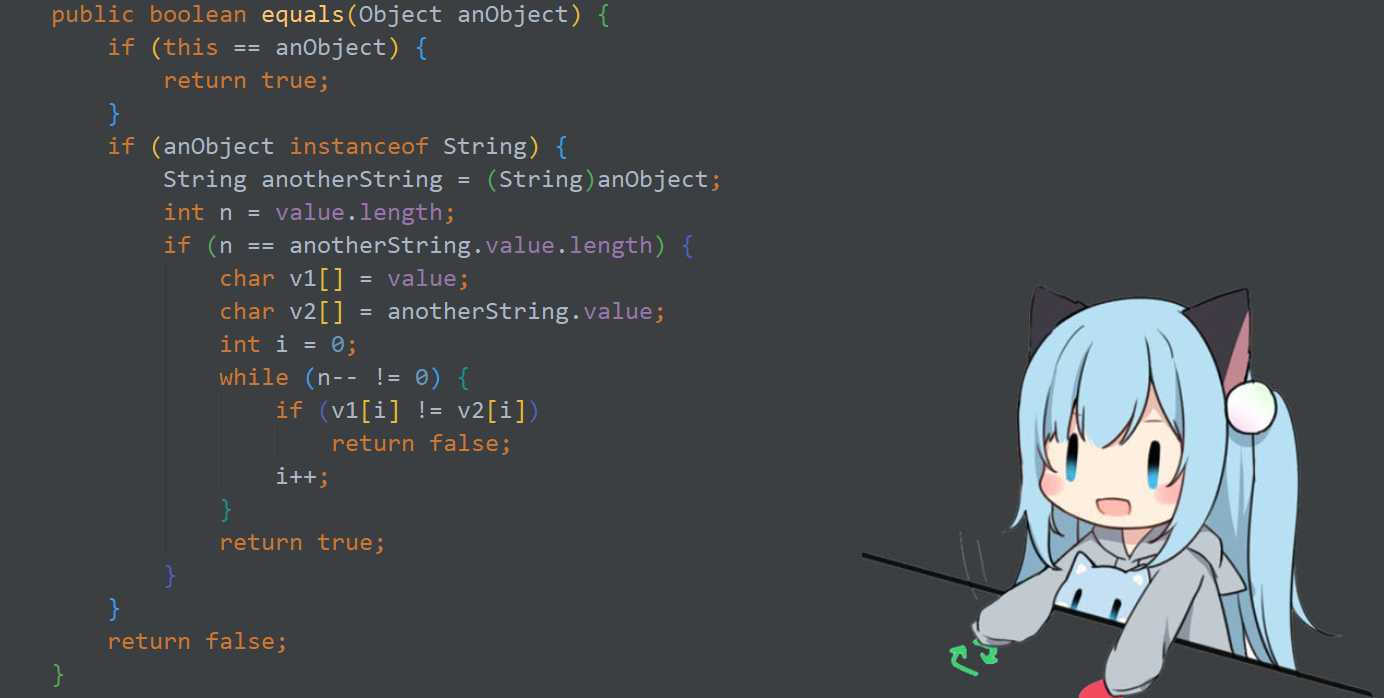 public boolean equals(Object anObject) {
if (this == anObject) {
return true;
}
if (anObject instanceof String) {
String anotherString = (String)anObject;
int n = value.length;
if (n == anotherString.value.length) {
char v1[] = value;
char v2[] = anotherString.value;
int i = 0;
while (n-- != 0) {
if (v1[i] != v2[i])
return false;
i++;
}
return true;
}
}
return false;
}